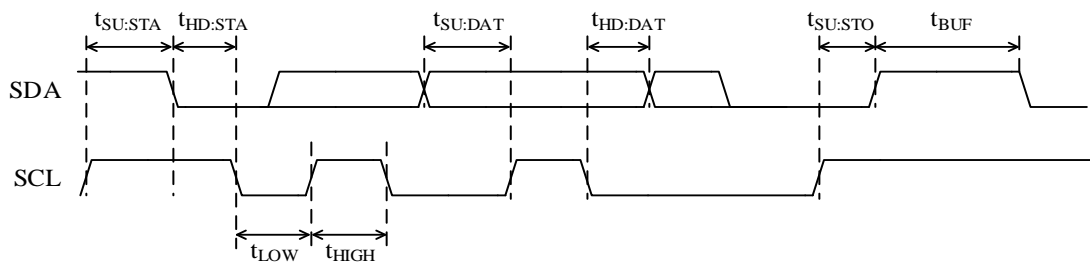 tSU:STA tHD:STA tSU:DAT tHD:DAT tSU:STO tBUF
SDA
SCL
tLOW tHIGH